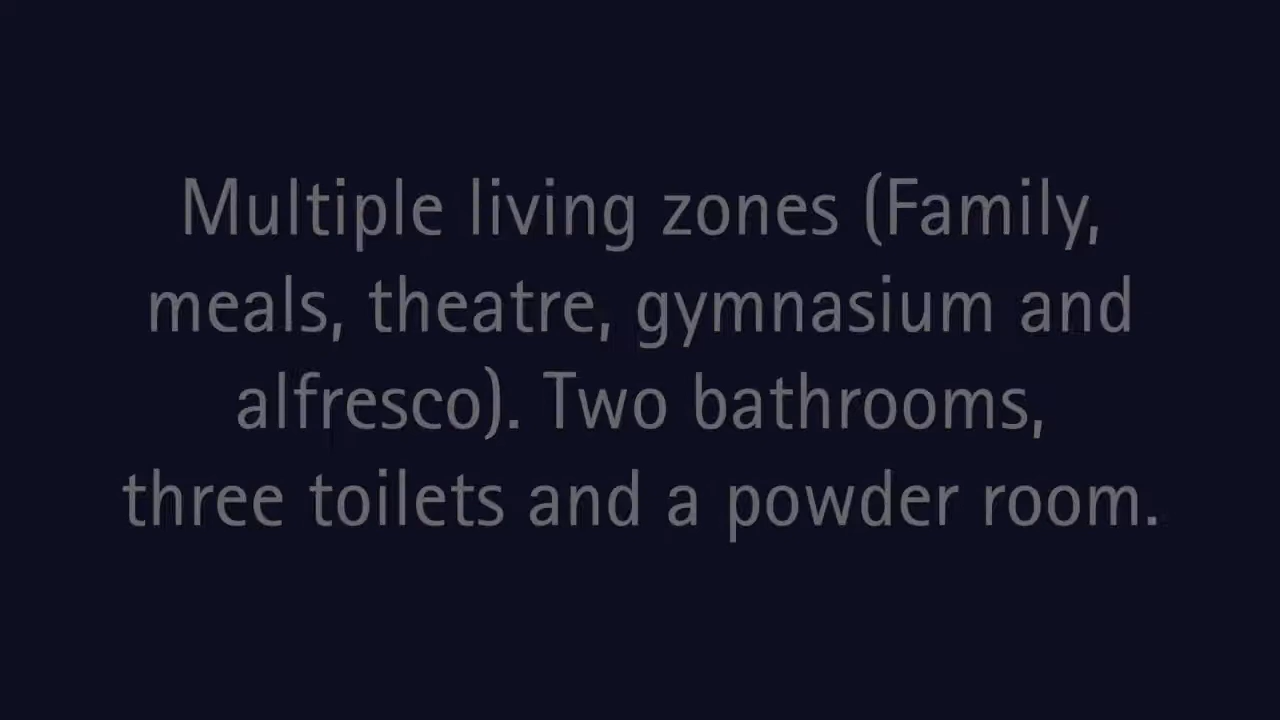 Multiple living zones (Family,
meals, theatre, gymnasium and
alfresco). Two bathrooms,
three toilets and a powder room.